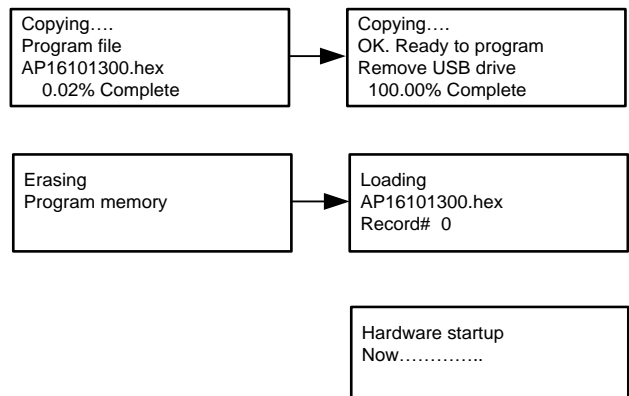 Copying....
Program file
AP16101300.hex
0.02% Complete
Copying....
OK. Ready to program
Remove USB drive
100.00% Complete
Erasing
Program memory
Loading
AP16101300.hex
Record# 0
Hardware startup
Now..............